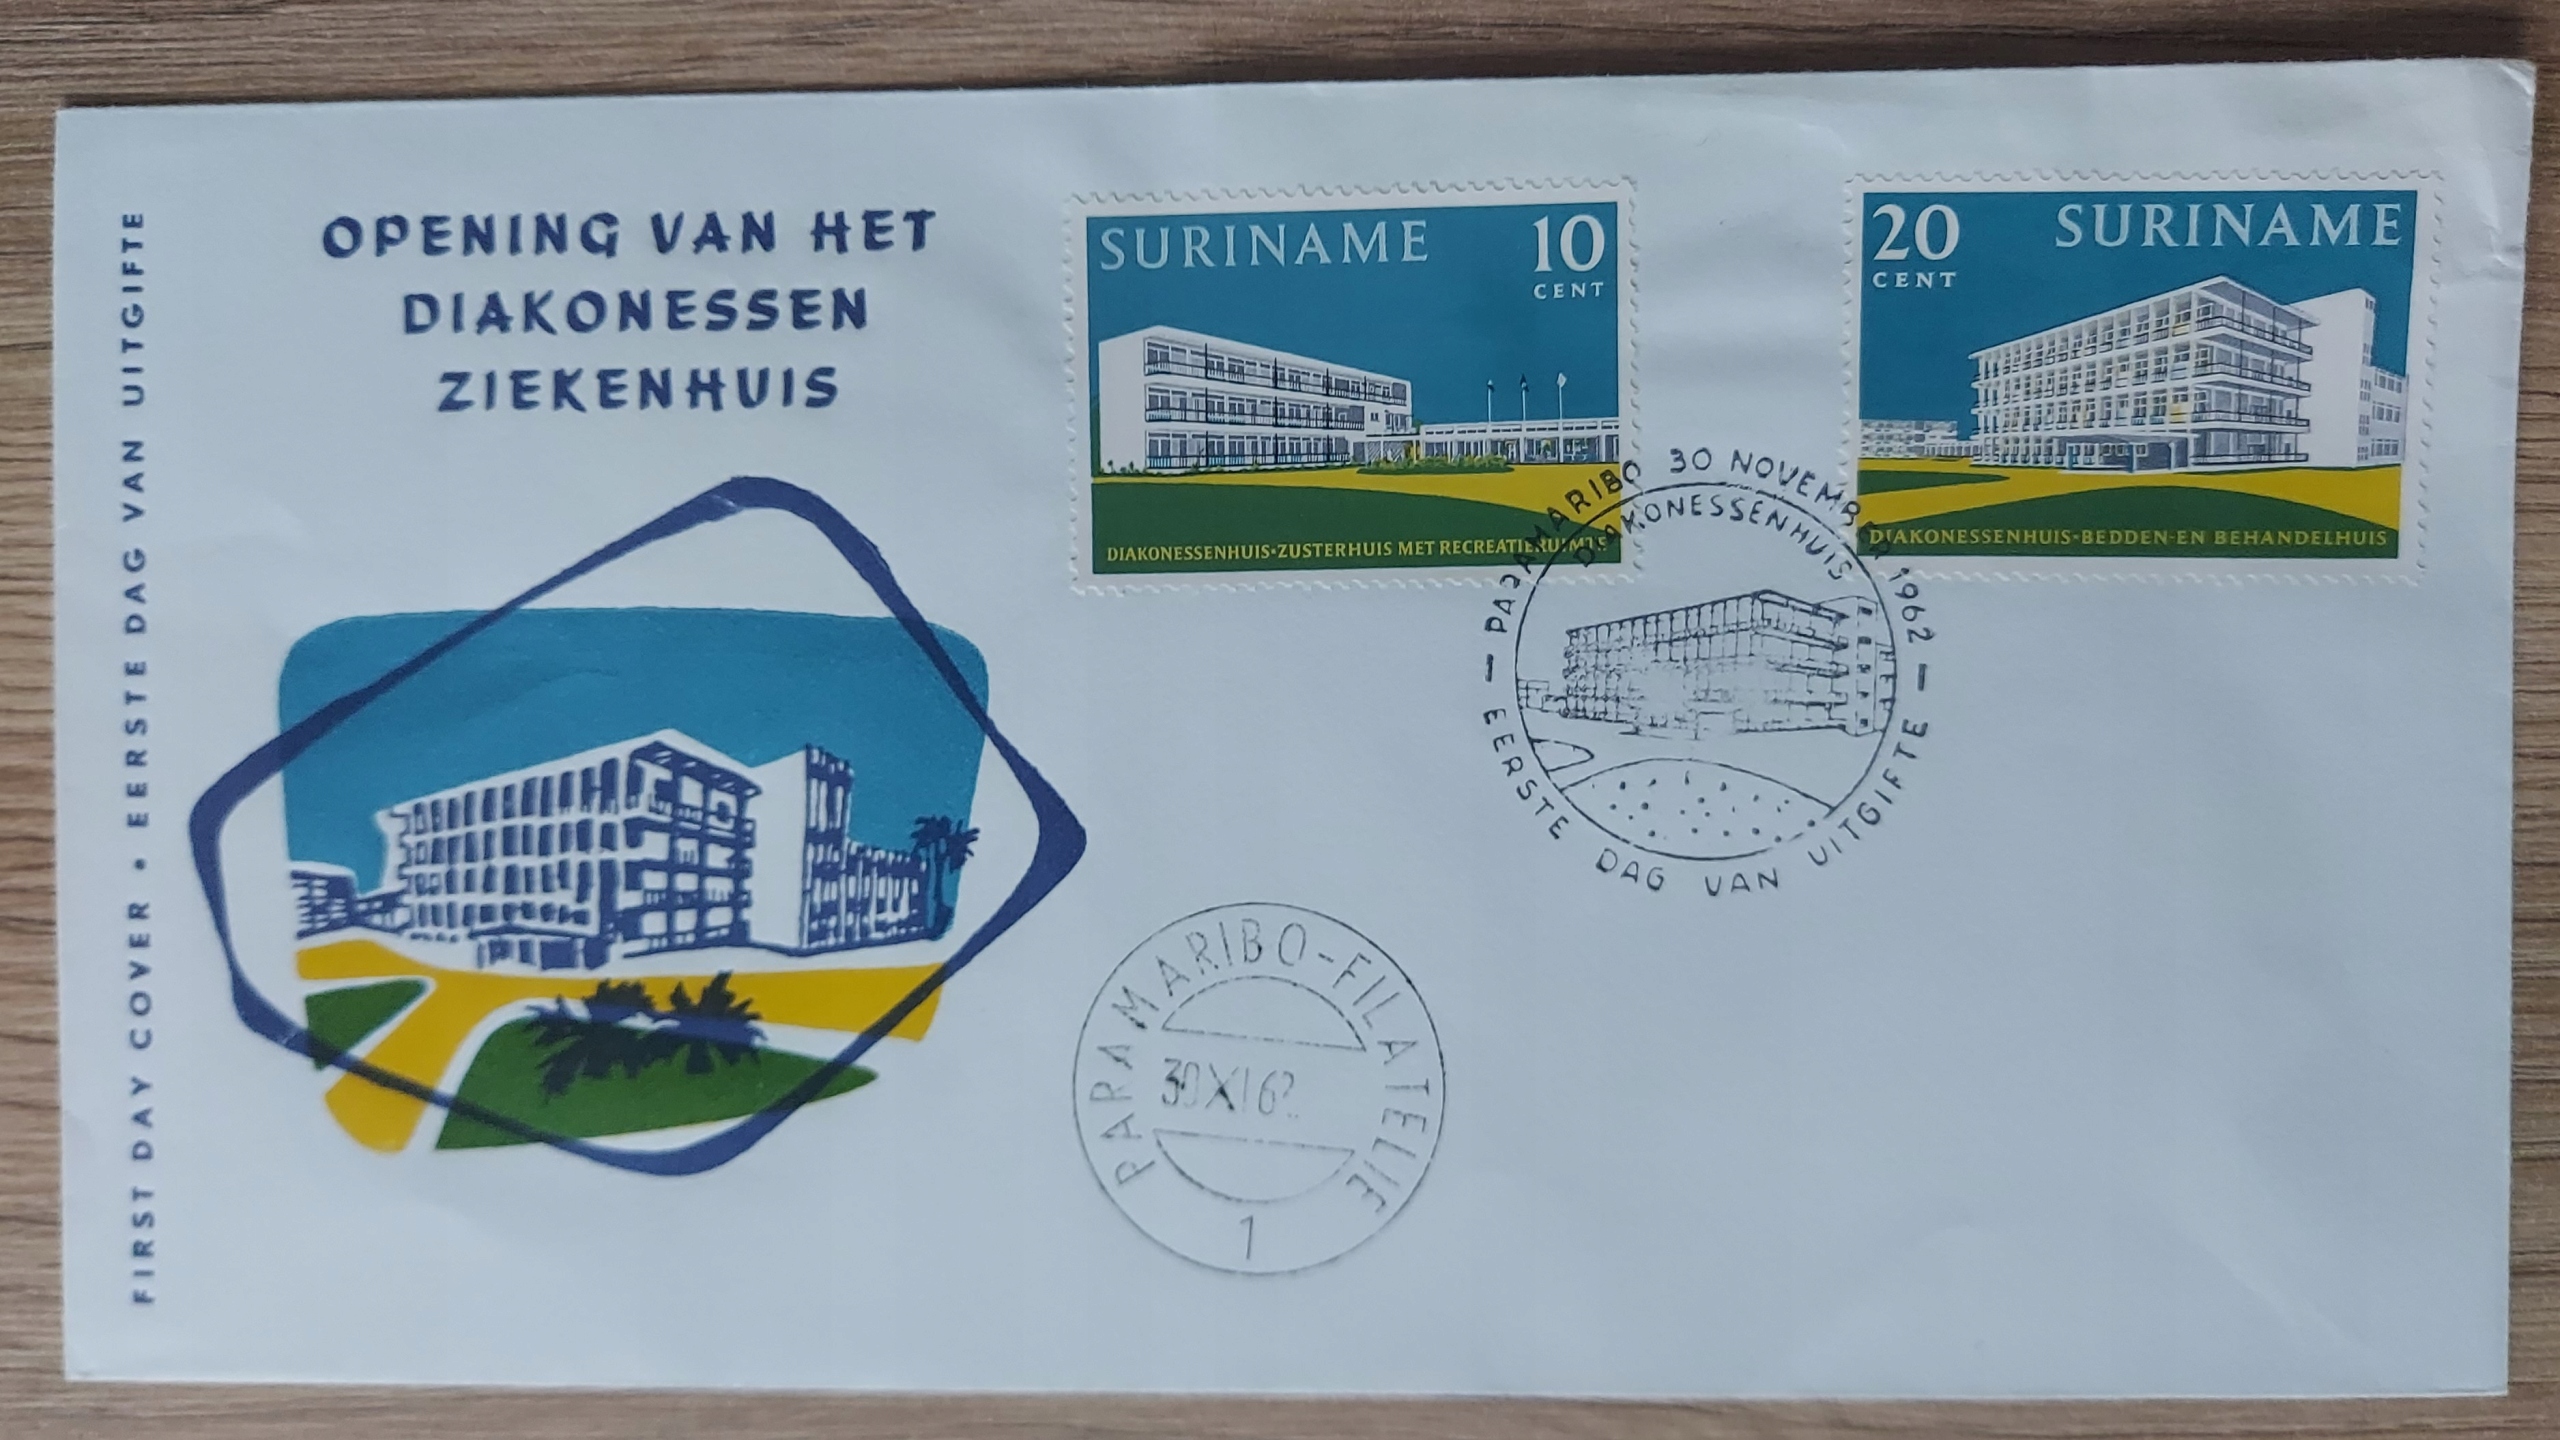 FIRST DAY COVER • EERSTE DAG VAN UITGIFTE
OPENING VAN HET
DIAKONESSEN
ZIEKENHUIS
SURINAME 10
CENT
DIAKONESSENHUIS•ZUSTERHUIS MET RECREATIERUIMTE
20 SURINAME
CENT
DIAKONESSENHUIS•BEDDEN-EN BEHANDELHUIS
PARAMARIBO 30 NOVEMBER 1962
DIAKONESSENHUIS
— EERSTE DAG VAN UITGIFTE —
PARAMARIBO-FILATELIE
30 XI 62
1